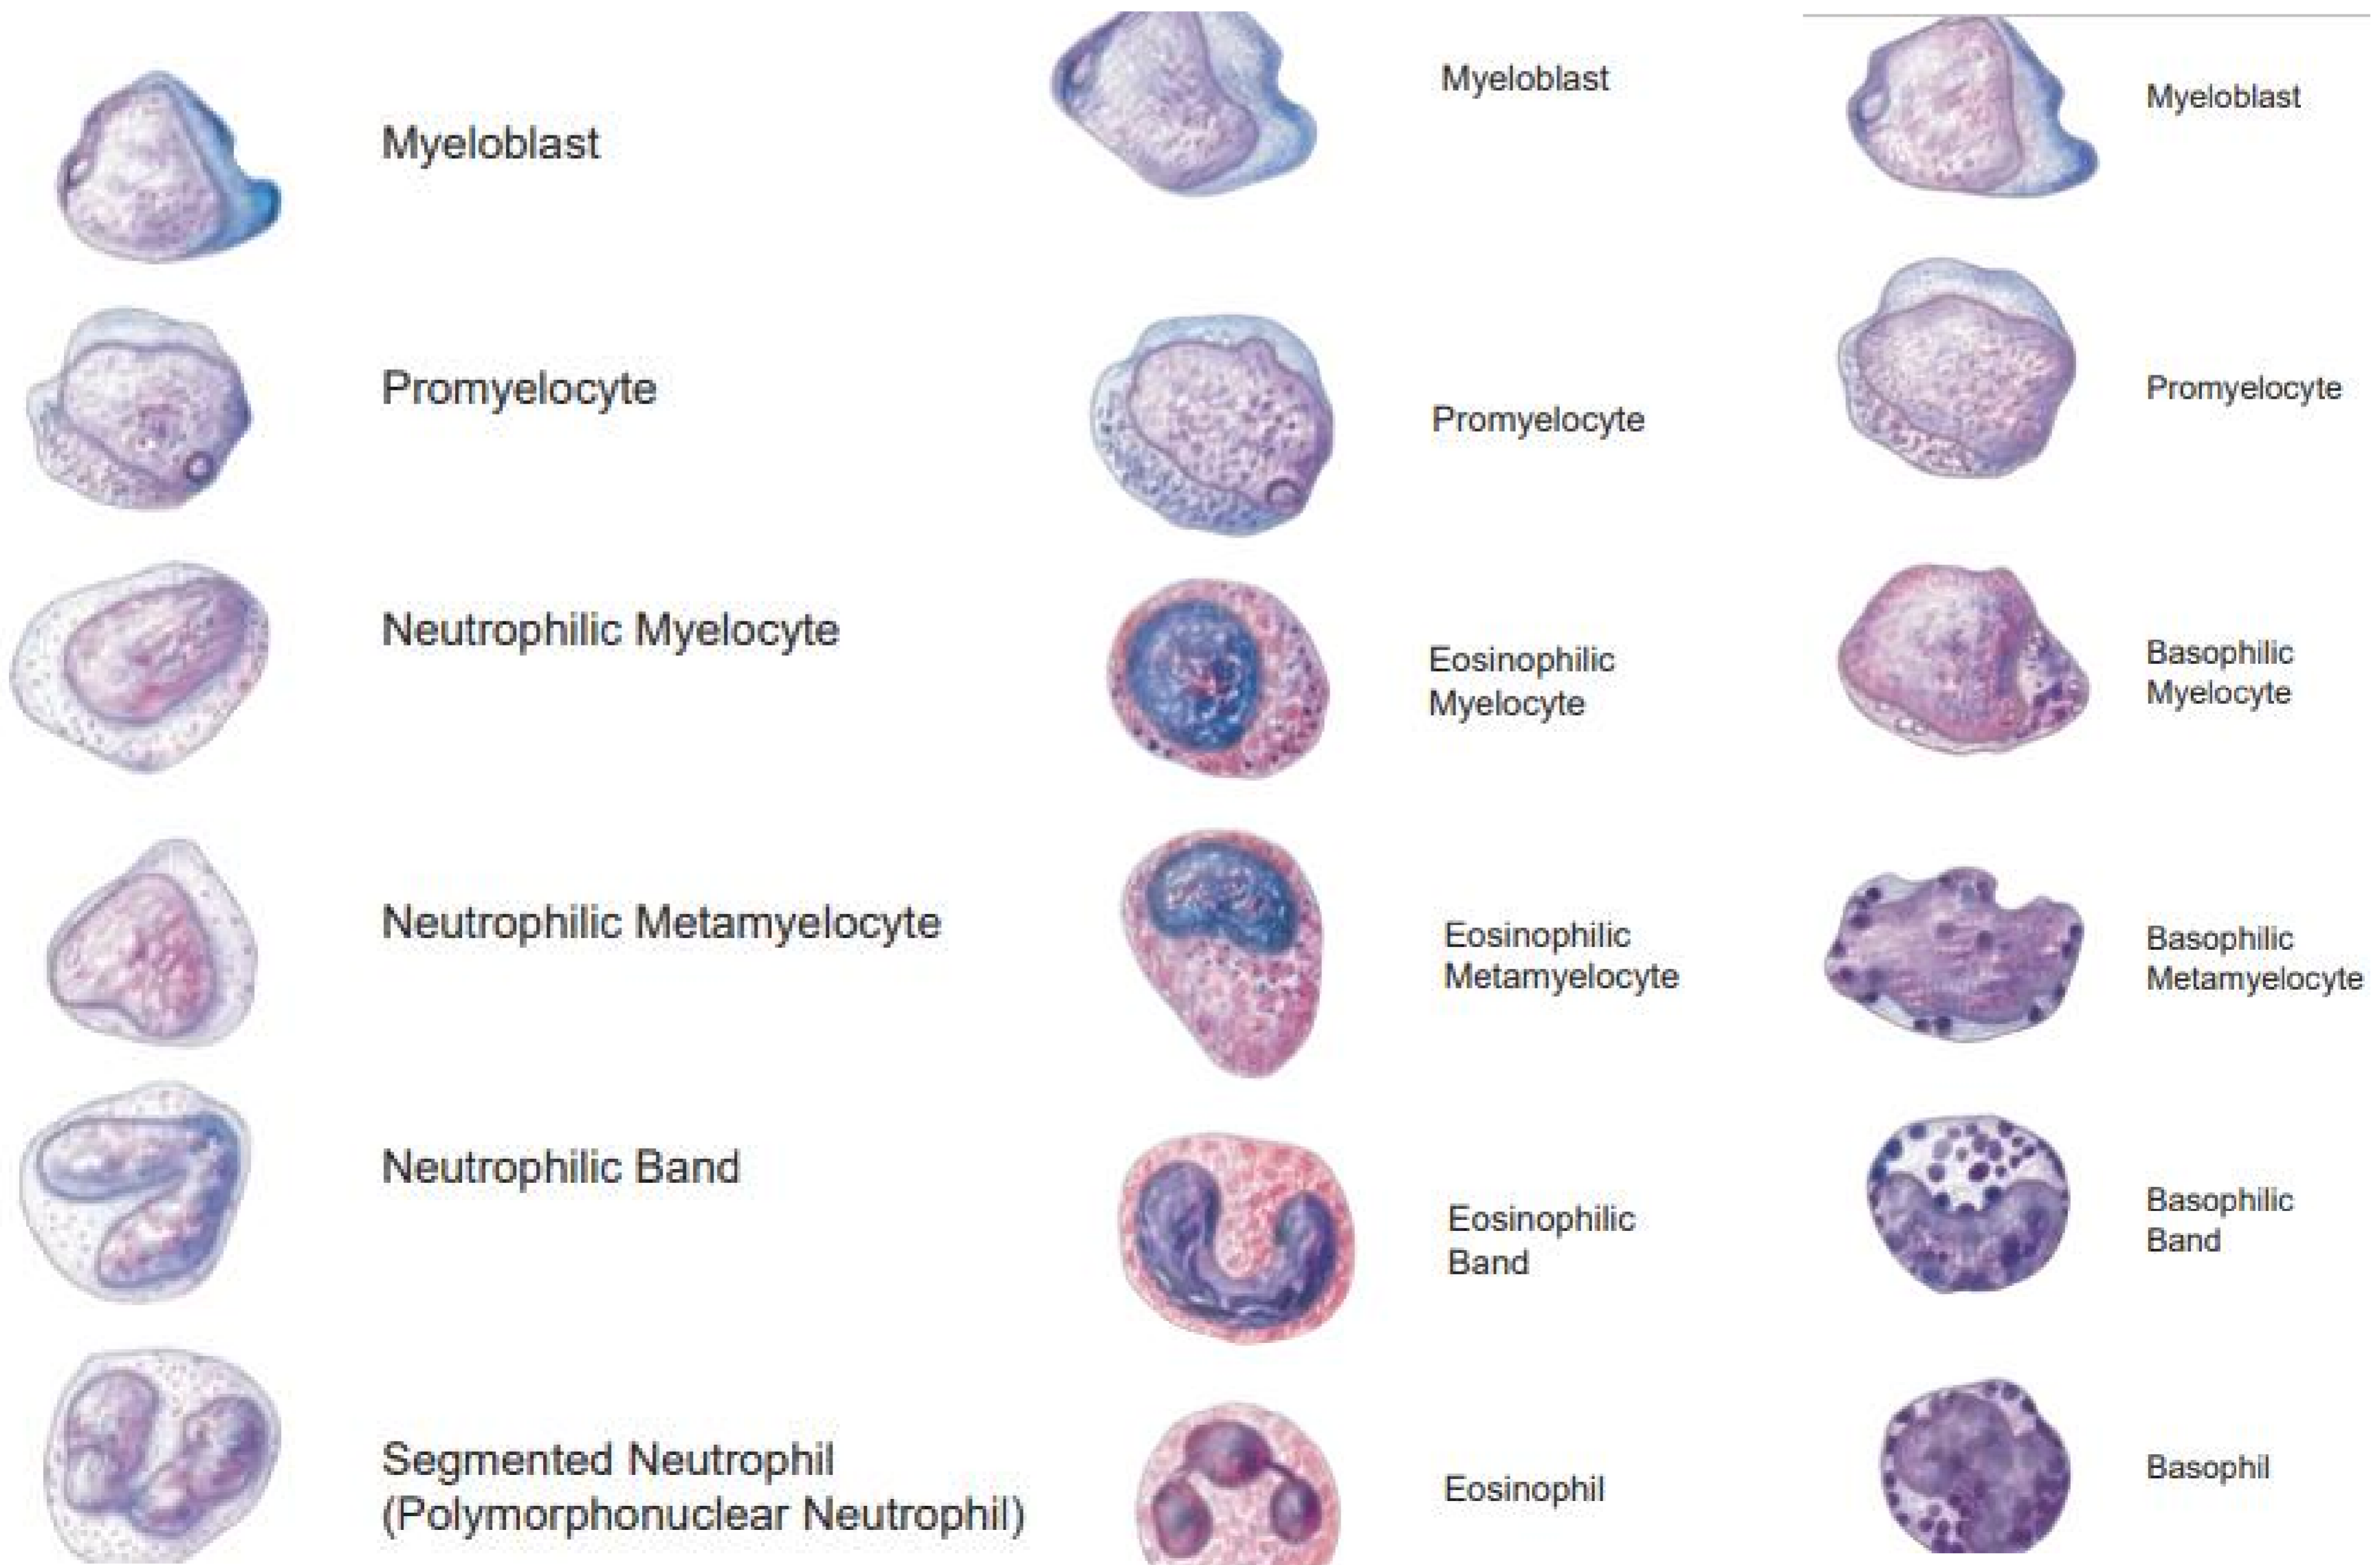 Myeloblast
Promyelocyte
Neutrophilic Myelocyte
Neutrophilic Metamyelocyte
Neutrophilic Band
Segmented Neutrophil
(Polymorphonuclear Neutrophil)
Myeloblast
Promyelocyte
Eosinophilic
Myelocyte
Eosinophilic
Metamyelocyte
Eosinophilic
Band
Eosinophil
Myeloblast
Promyelocyte
Basophilic
Myelocyte
Basophilic
Metamyelocyte
Basophilic
Band
Basophil